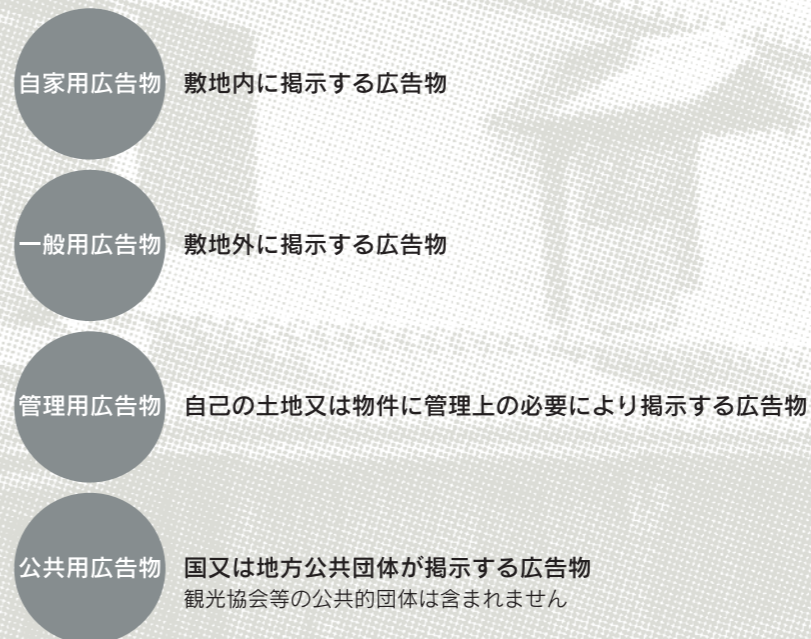 自家用広告物
敷地内に掲示する広告物
一般用広告物
敷地外に掲示する広告物
管理用広告物
自己の土地又は物件に管理上の必要により掲示する広告物
公共用広告物
国又は地方公共団体が掲示する広告物
観光協会等の公共的団体は含まれません